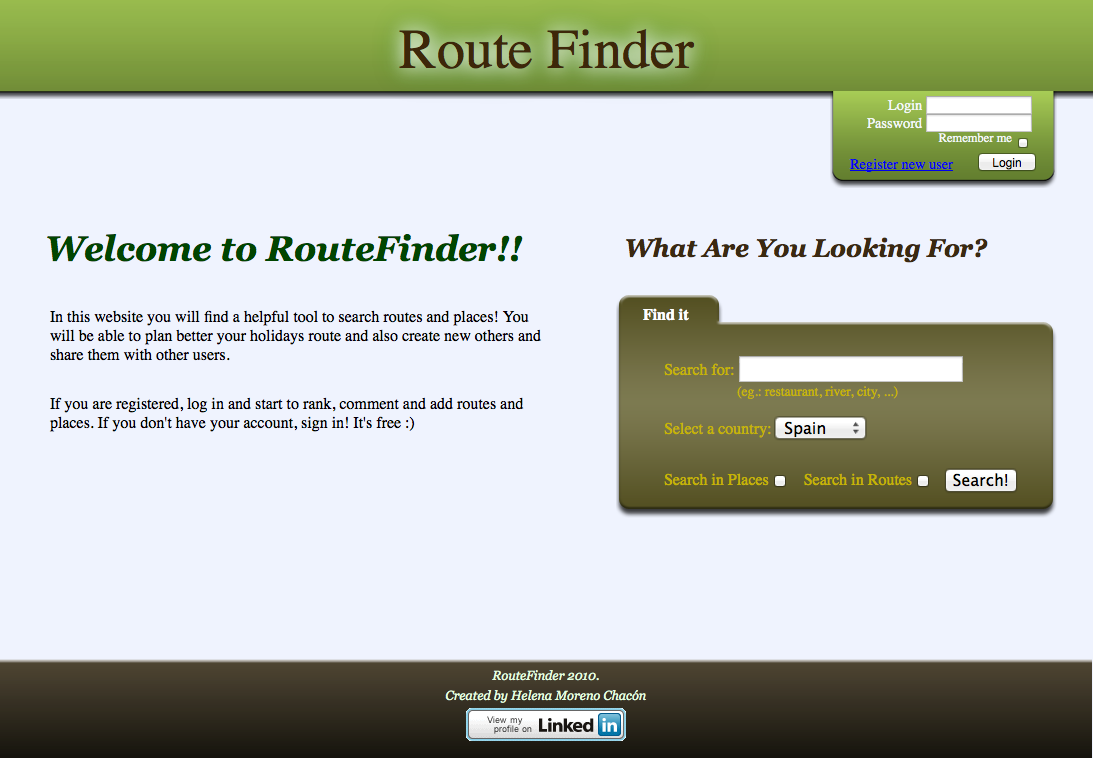 Route Finder
Login
Password
Remember me
Register new user
Login
Welcome to RouteFinder!!
In this website you will find a helpful tool to search routes and places! You
will be able to plan better your holidays route and also create new others and
share them with other users.
If you are registered, log in and start to rank, comment and add routes and
places. If you don't have your account, sign in! It's free :)
What Are You Looking For?
Find it
Search for:
(eg.: restaurant, river, city, ...)
Select a country: Spain
Search in Places
Search in Routes
Search!
RouteFinder 2010.
Created by Helena Moreno Chacón
View my
profile on
Linked in